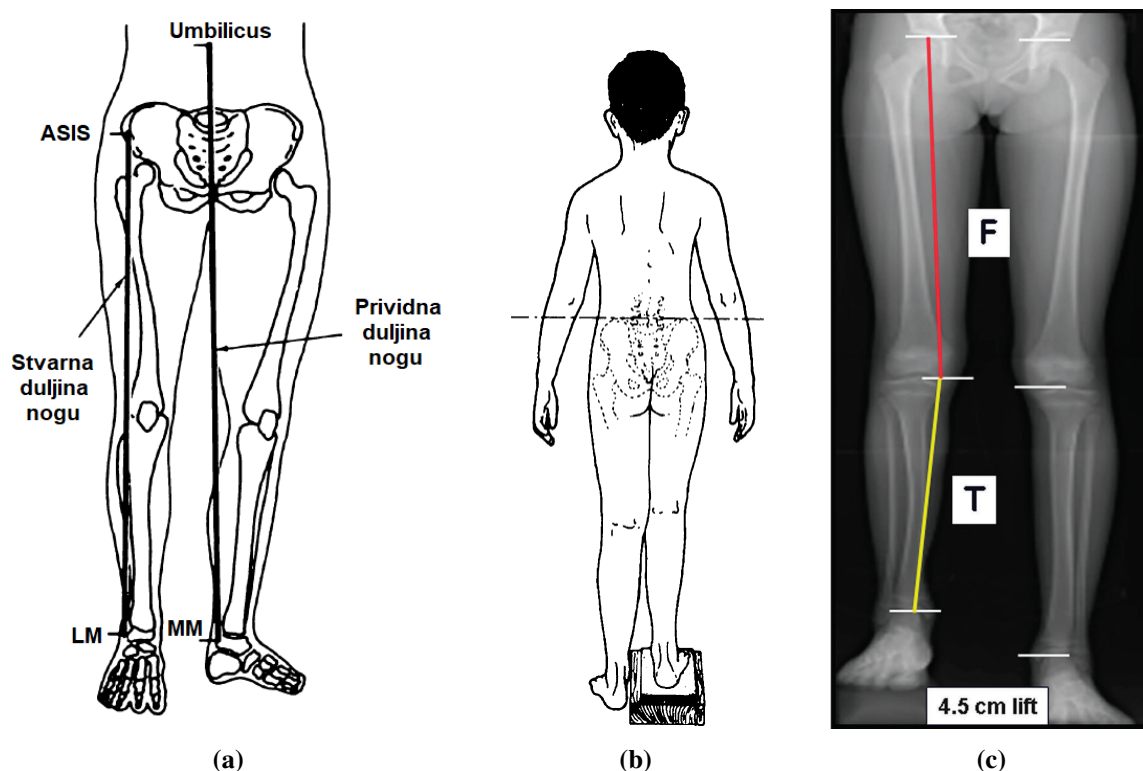 Umbilicus
ASIS
Stvarna
duljina
nogu
Prividna
duljina
nogu
LM
MM
F
T
4.5 cm lift
(a)
(b)
(c)